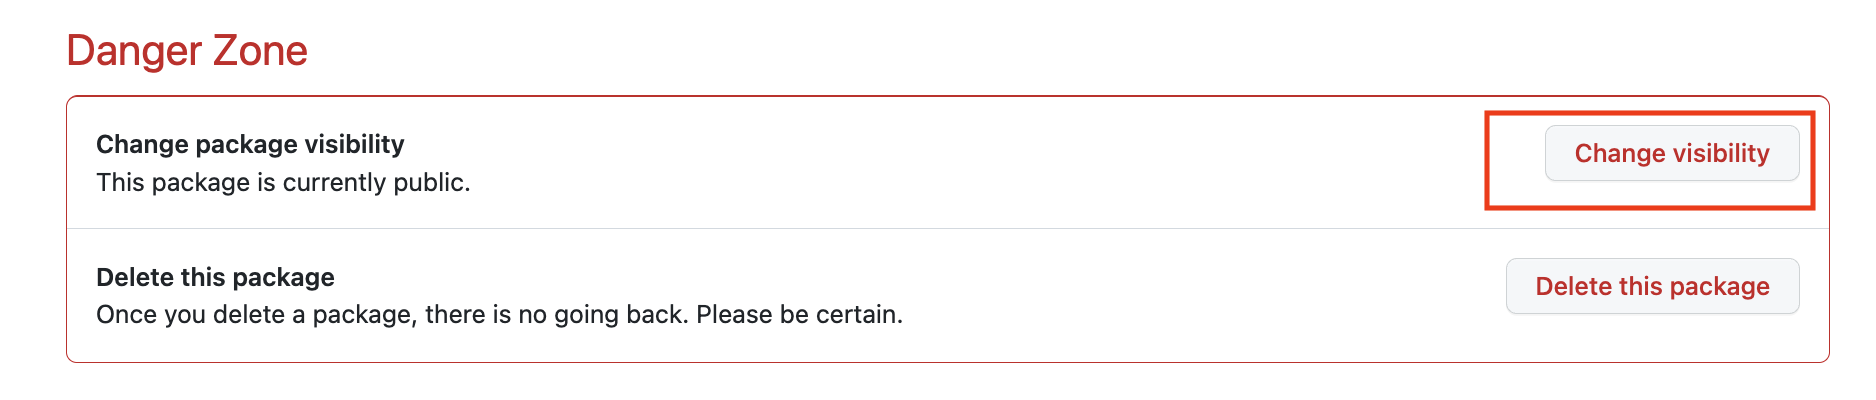 Danger Zone
Change package visibility
This package is currently public.
Change visibility
Delete this package
Once you delete a package, there is no going back. Please be certain.
Delete this package